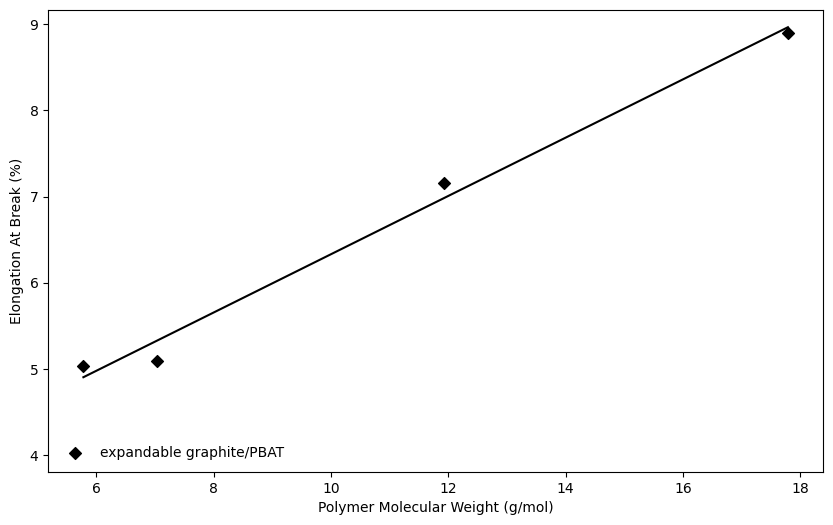 9
8
7
6
5
4
Elongation At Break (%)
expandable graphite/PBAT
6 8 10 12 14 16 18
Polymer Molecular Weight (g/mol)